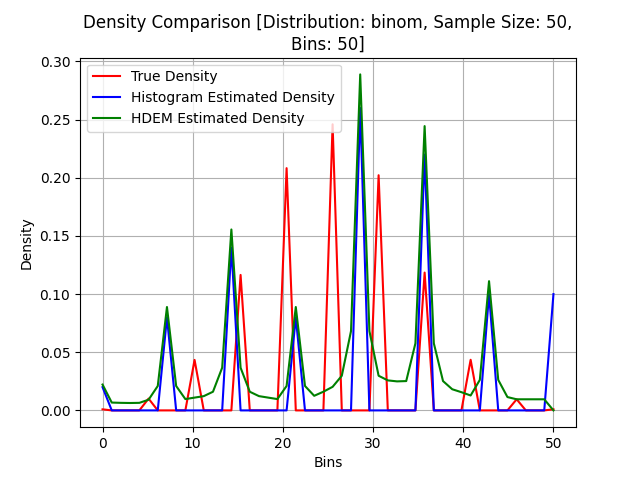 Density Comparison [Distribution: binom, Sample Size: 50,
Bins: 50]
True Density
Histogram Estimated Density
HDEM Estimated Density
Density
0.30
0.25
0.20
0.15
0.10
0.05
0.00
0 10 20 30 40 50
Bins